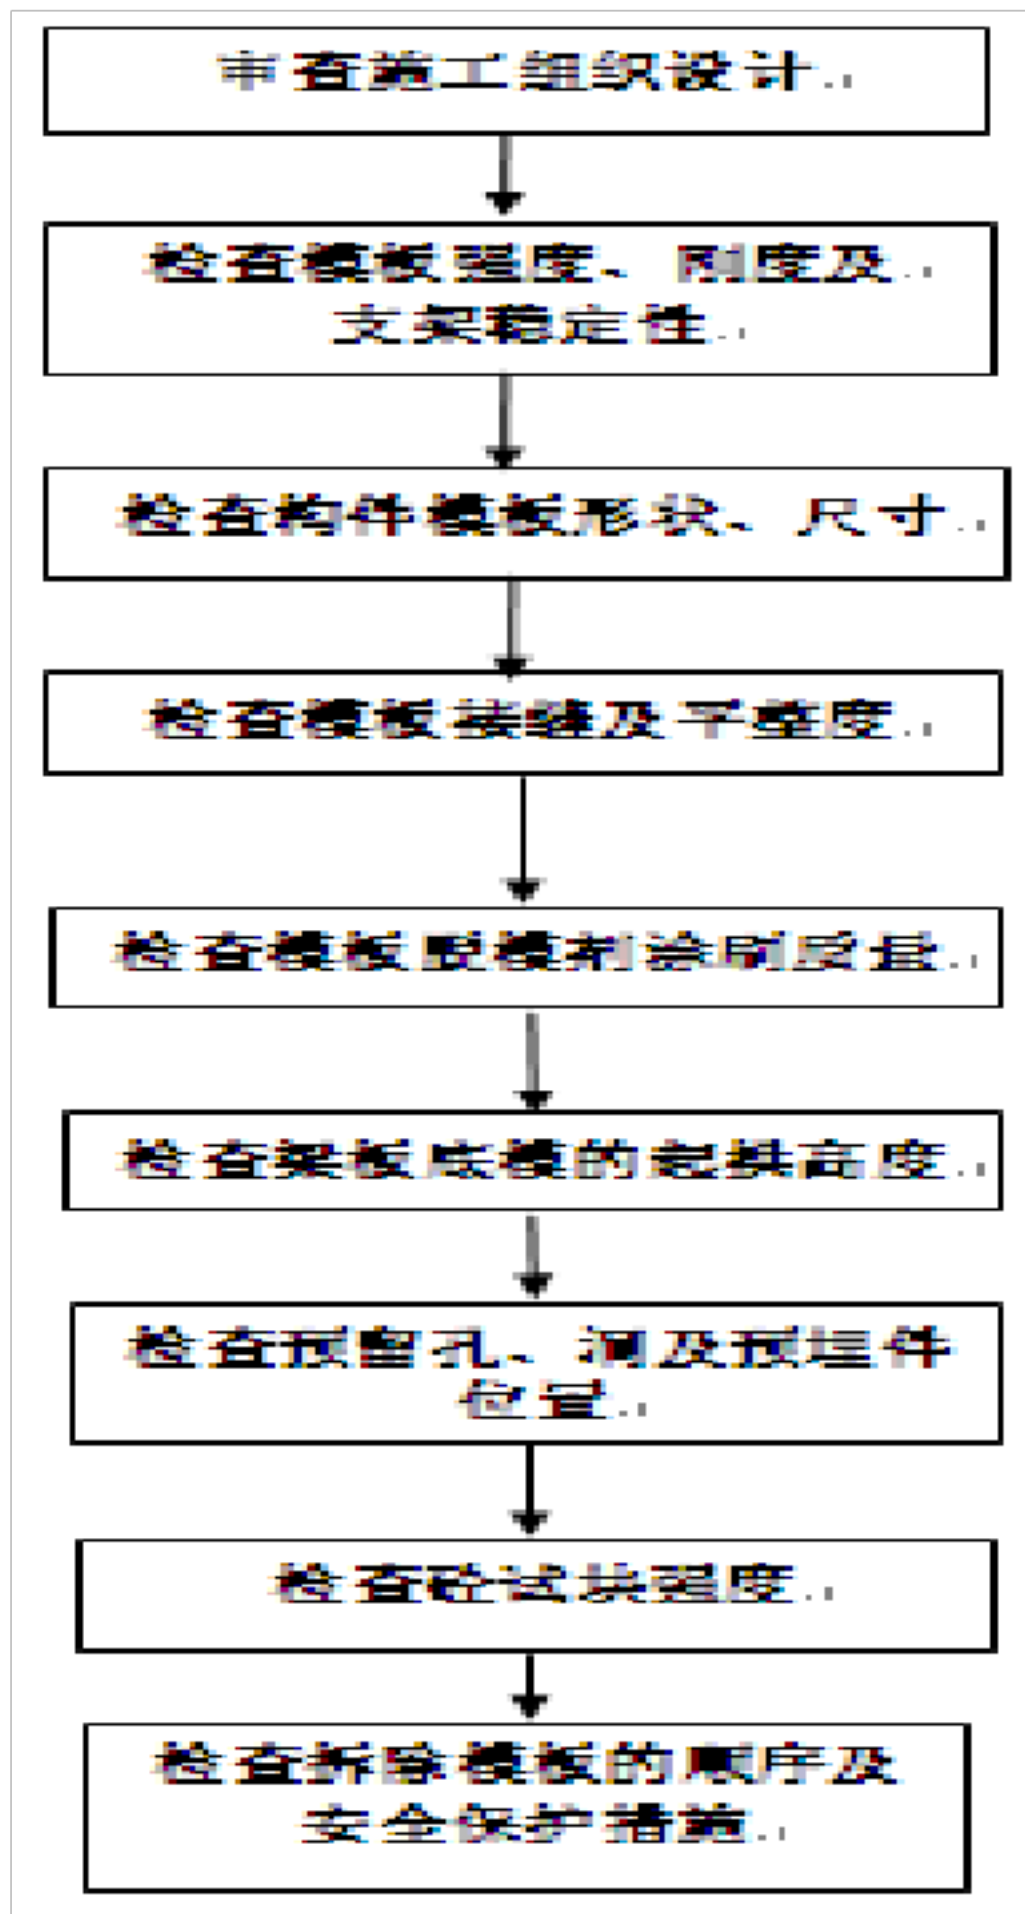 审查施工组织设计
检查模板强度、刚度及
支架稳定性
检查构件模板形状、尺寸
检查模板接缝及平整度
检查模板脱模剂涂刷质量
检查梁板底模的起拱高度
检查预留孔、洞及预埋件
位置
检查砼试块强度
检查拆除模板的顺序及
安全保护措施